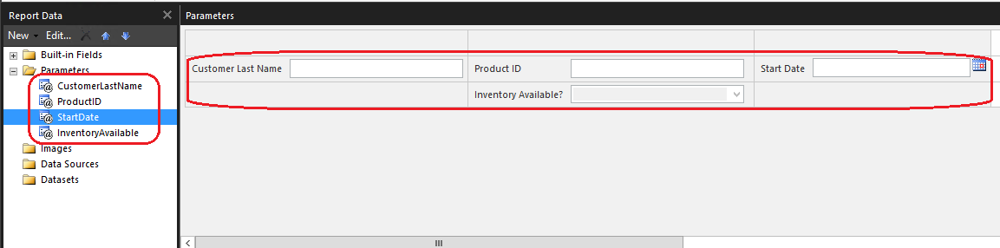 Report Data
New Edit...
Built-in Fields
Parameters
CustomerLastName
ProductID
StartDate
InventoryAvailable
Images
Data Sources
Datasets
Parameters
Customer Last Name Product ID Start Date
Inventory Available?